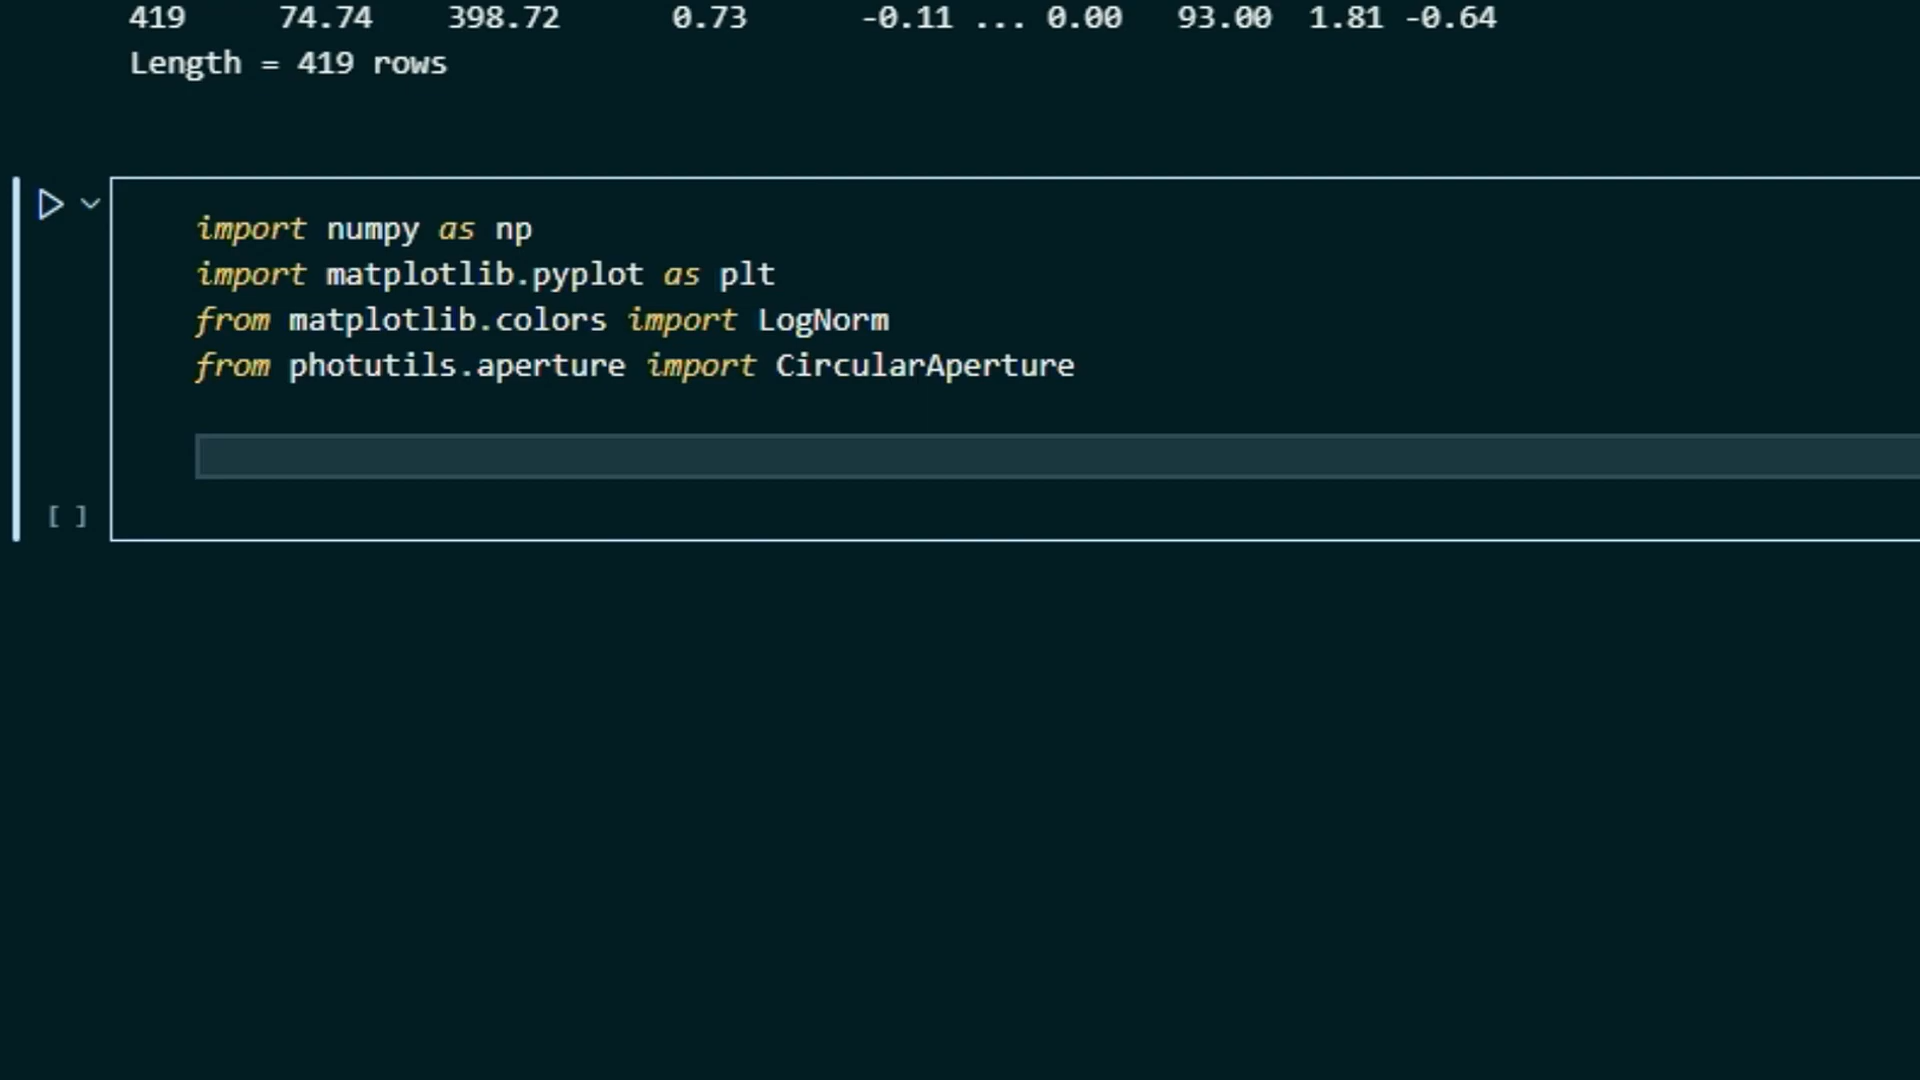 419 74.74 398.72 0.73 -0.11 ... 0.00 93.00 1.81 -0.64
Length = 419 rows
import numpy as np
import matplotlib.pyplot as plt
from matplotlib.colors import LogNorm
from photutils.aperture import CircularAperture
[ ]